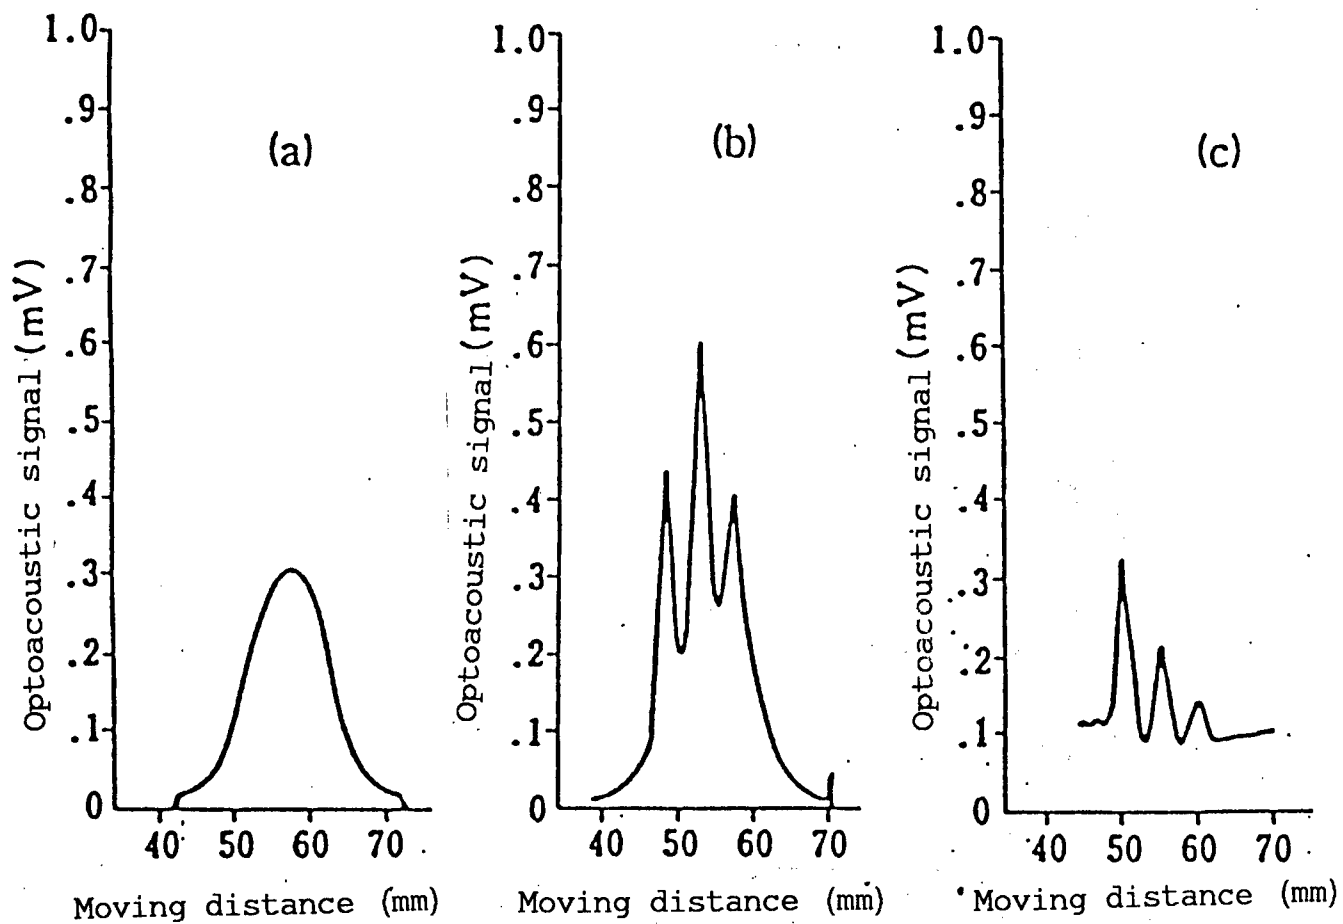 (a)
1.0
.9
.8
.7
.6
.5
.4
.3
.2
.1
0
Optoacoustic signal (mV)
40 50 60 70
Moving distance (mm)
(b)
1.0
.9
.8
.7
.6
.5
.4
.3
.2
.1
0
Optoacoustic signal (mV)
40 50 60 70
Moving distance (mm)
(c)
1.0
.9
.8
.7
.6
.5
.4
.3
.2
.1
0
Optoacoustic signal (mV)
40 50 60 70
Moving distance (mm)